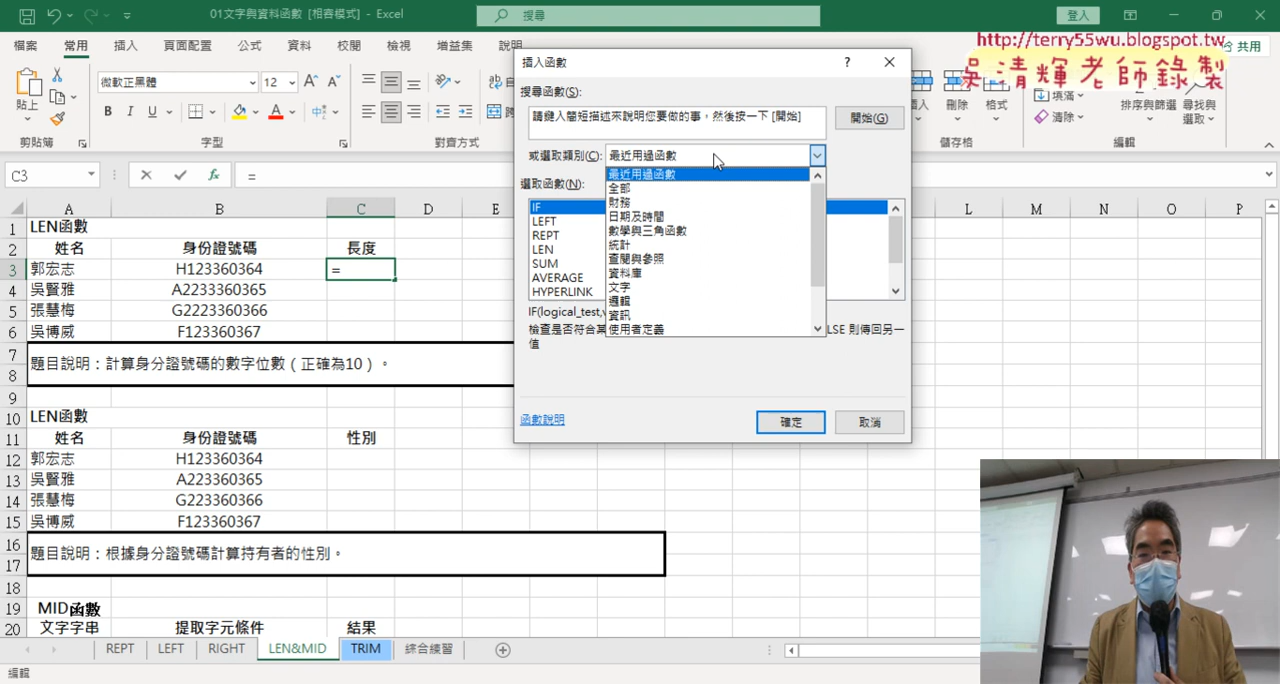 01文字與資料函數 [相容模式] - Excel
搜尋
登入
http://terry55wu.blogspot.tw
吳清輝老師錄製
檔案 常用 插入 頁面配置 公式 資料 校閱 檢視 增益集 說明
共用
微軟正黑體 12
貼上
B I U
刪除 格式
填滿
清除
排序與篩選 尋找與
選取
剪貼簿 字型 對齊方式 儲存格 編輯
C3 =
插入函數
搜尋函數(S):
請鍵入簡短描述來說明您要做的事，然後按一下 [開始]
開始(G)
或選取類別(C): 最近用過函數
最近用過函數
全部
財務
日期及時間
數學與三角函數
統計
查閱與參照
資料庫
文字
邏輯
資訊
使用者定義
選取函數(N):
IF
LEFT
REPT
LEN
SUM
AVERAGE
HYPERLINK
IF(logical_test,
檢查是否符合某
LSE 則傳回另一
值
函數說明
確定 取消
A B C D E L M N O P
1 LEN函數
2 姓名 身份證號碼 長度
3 郭宏志 H123360364 =
4 吳賢雅 A2233360365
5 張慧梅 G2223360366
6 吳博威 F123360367
7 題目說明：計算身分證號碼的數字位數（正確為10）。
8
9
10 LEN函數
11 姓名 身份證號碼 性別
12 郭宏志 H123360364
13 吳賢雅 A223360365
14 張慧梅 G223360366
15 吳博威 F123360367
16 題目說明：根據身分證號碼計算持有者的性別。
17
18
19 MID函數
20 文字字串 提取字元條件 結果
REPT LEFT RIGHT LEN&MID TRIM 綜合練習
編輯